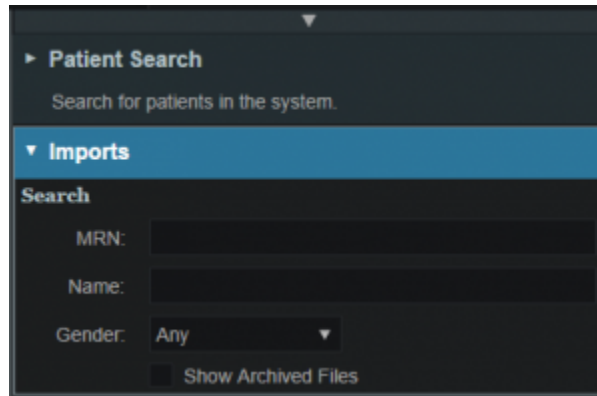 Patient Search
Search for patients in the system.
Imports
Search
MRN:
Name:
Gender: Any
Show Archived Files